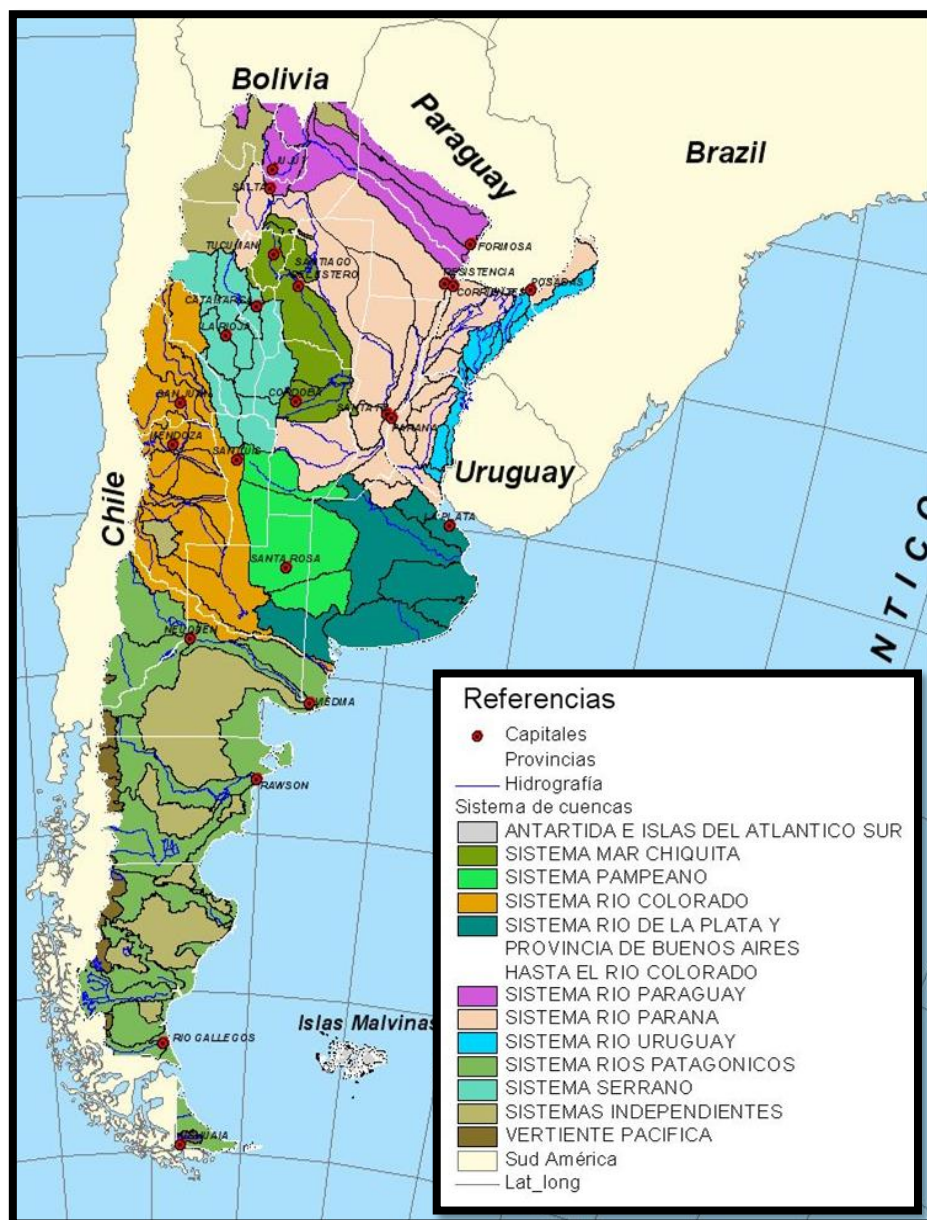 Bolivia
Paraguay
Brazil
JUJUY
SALTA
FORMOSA
TUCUMAN
SANTIAGO
DEL ESTERO
RESISTENCIA
CORRIENTES
POSADAS
CATAMARCA
LA RIOJA
SAN JUAN
CORDOBA
SANTA FE
PARANA
MENDOZA
SAN LUIS
Uruguay
Chile
LA PLATA
SANTA ROSA
NTICO
NEUQUEN
VIEDMA
RAWSON
Islas Malvinas
RIO GALLEGOS
USHUAIA
Referencias
Capitales
Provincias
Hidrografía
Sistema de cuencas
ANTARTIDA E ISLAS DEL ATLANTICO SUR
SISTEMA MAR CHIQUITA
SISTEMA PAMPEANO
SISTEMA RIO COLORADO
SISTEMA RIO DE LA PLATA Y
PROVINCIA DE BUENOS AIRES
HASTA EL RIO COLORADO
SISTEMA RIO PARAGUAY
SISTEMA RIO PARANA
SISTEMA RIO URUGUAY
SISTEMA RIOS PATAGONICOS
SISTEMA SERRANO
SISTEMAS INDEPENDIENTES
VERTIENTE PACIFICA
Sud América
Lat_long